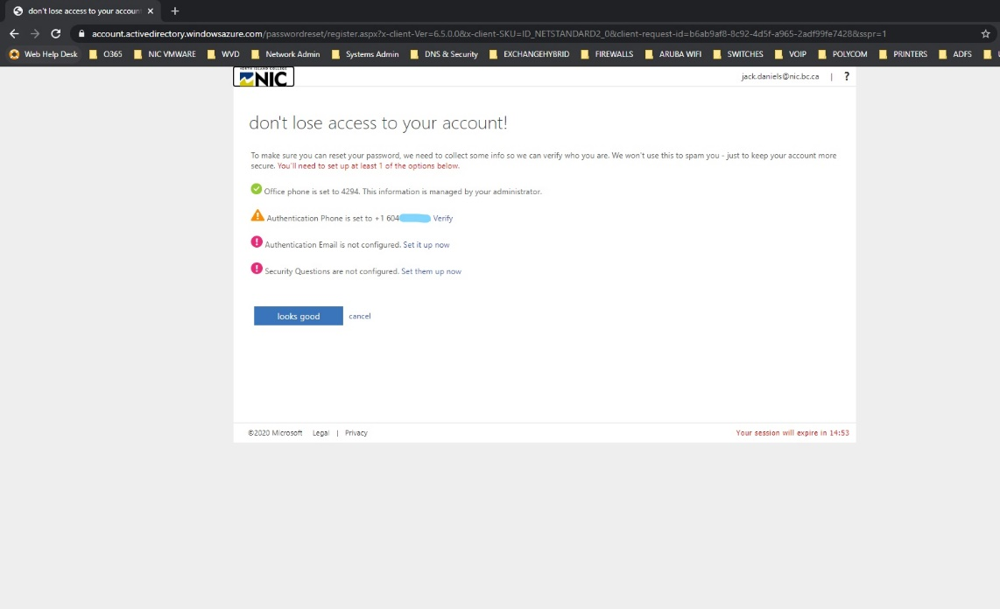 don't lose access to your account
account.activedirectory.windowsazure.com/passwordreset/register.aspx?x-client-Ver=6.5.0.0&x-client-SKU=ID_NETSTANDARD2_0&client-request-id=b6ab9af8-8c92-4d5f-a965-2adf99fe7428&sspr=1
Web Help Desk O365 NIC VMWARE WVD Network Admin Systems Admin DNS & Security EXCHANGEHYBRID FIREWALLS ARUBA WIFI SWITCHES VOIP POLYCOM PRINTERS ADFS
NORTH ISLAND COLLEGE
NIC
jack.daniels@nic.bc.ca | ?
don't lose access to your account!
To make sure you can reset your password, we need to collect some info so we can verify who you are. We won't use this to spam you - just to keep your account more
secure. You'll need to set up at least 1 of the options below.
Office phone is set to 4294. This information is managed by your administrator.
Authentication Phone is set to +1 604 Verify
Authentication Email is not configured. Set it up now
Security Questions are not configured. Set them up now
looks good cancel
©2020 Microsoft Legal | Privacy
Your session will expire in 14:53